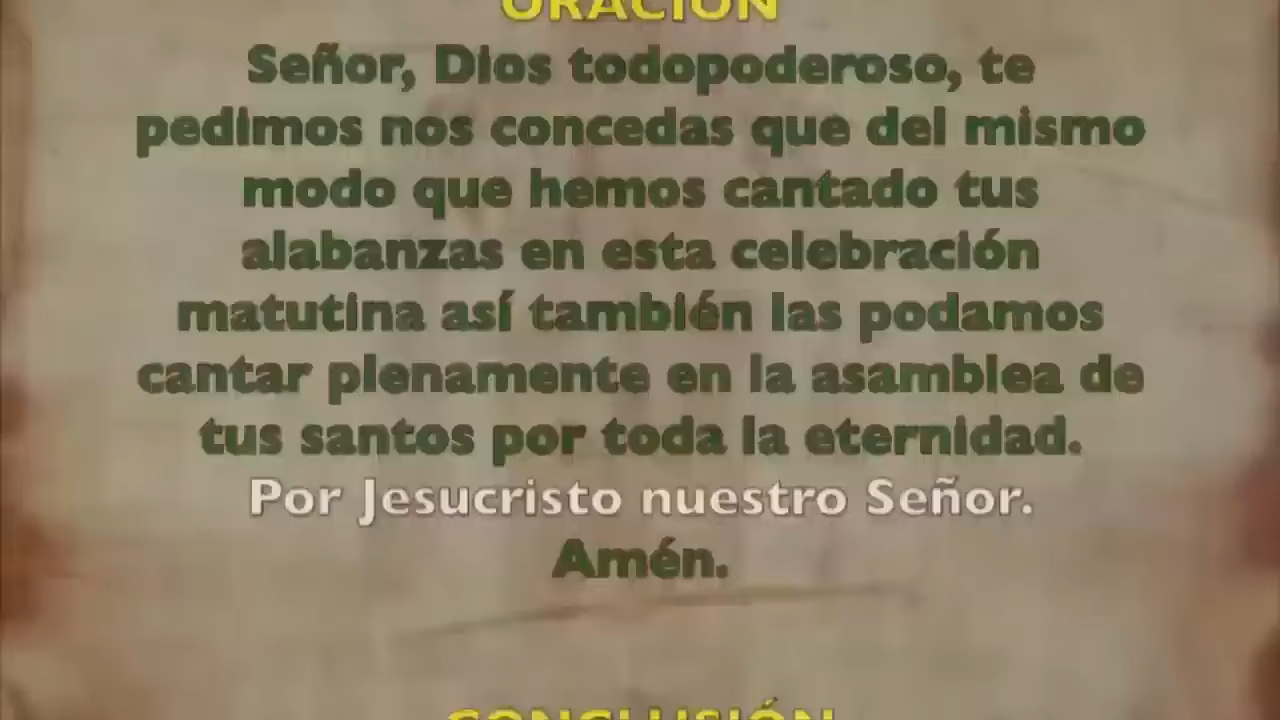 ORACIÓN
Señor, Dios todopoderoso, te
pedimos nos concedas que del mismo
modo que hemos cantado tus
alabanzas en esta celebración
matutina así también las podamos
cantar plenamente en la asamblea de
tus santos por toda la eternidad.
Por Jesucristo nuestro Señor.
Amén.
CONCLUSIÓN